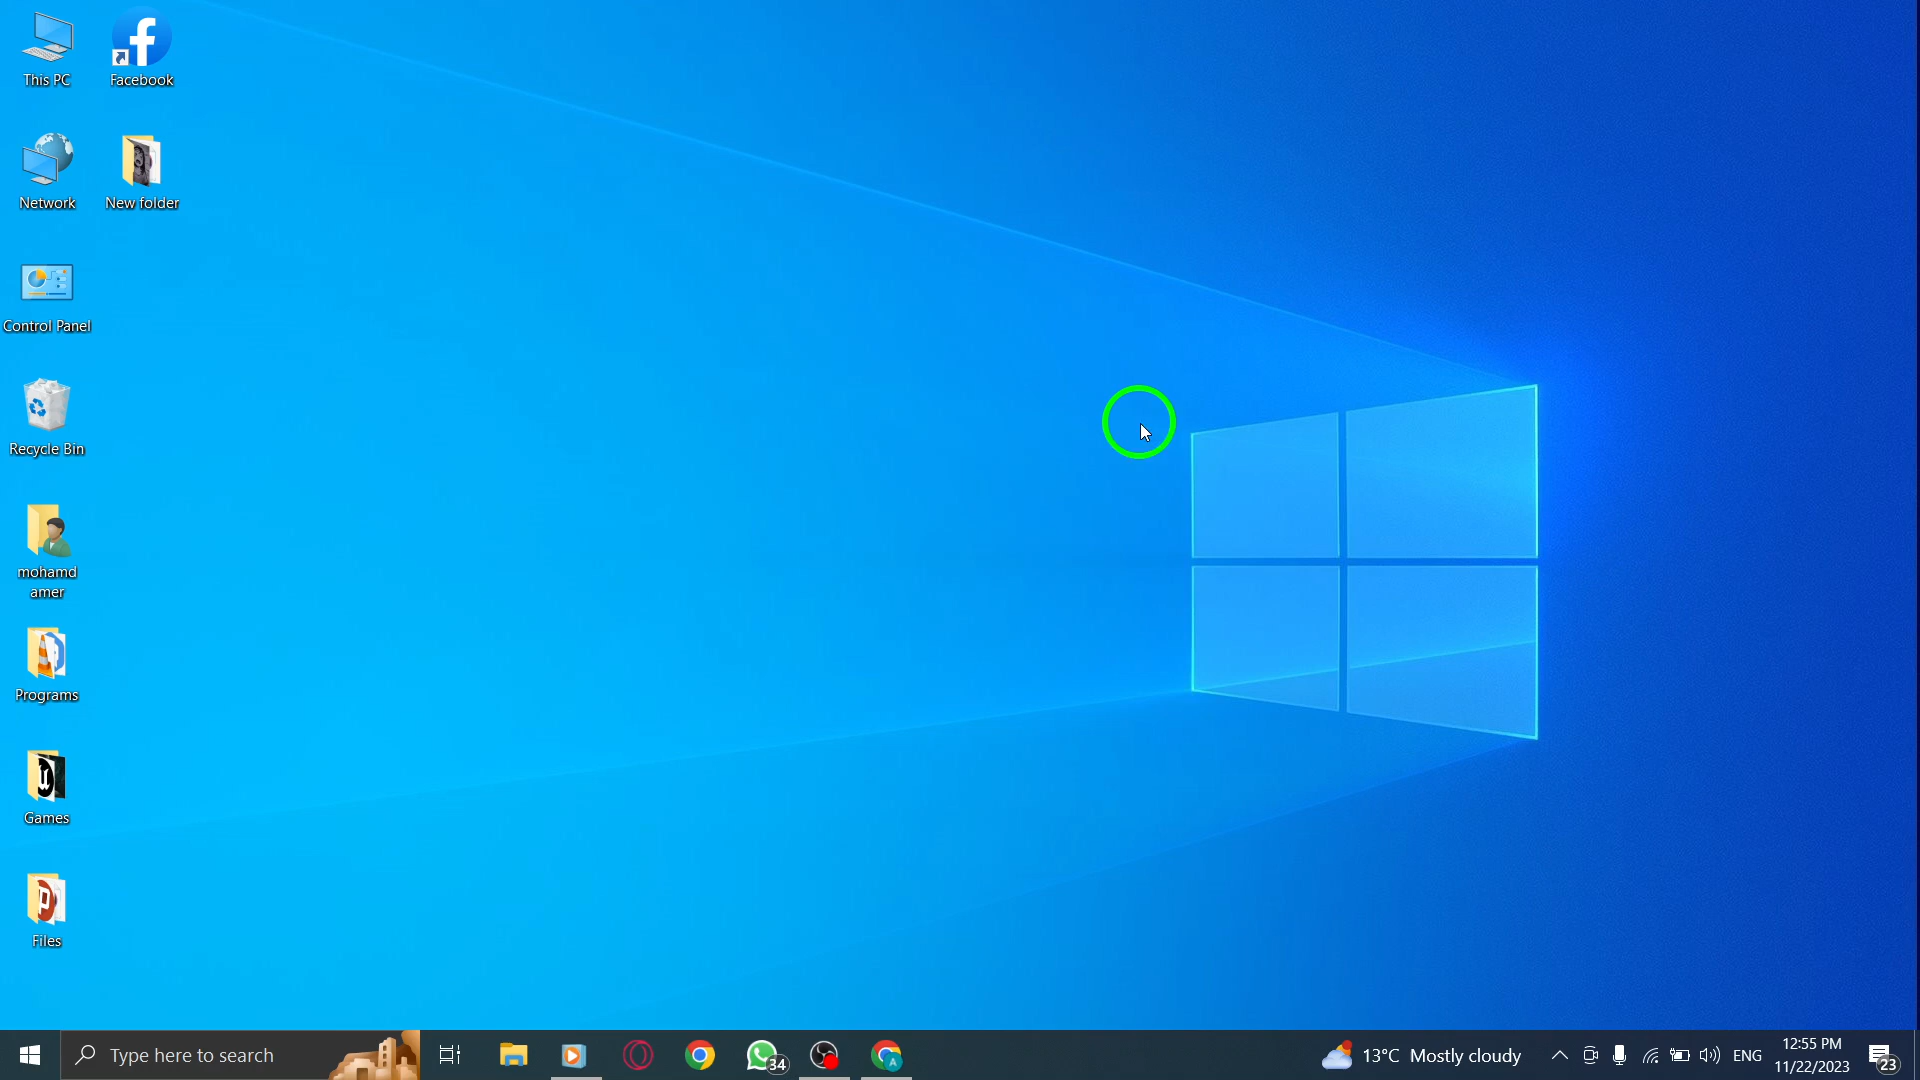 This PC
Facebook
Network
New folder
Control Panel
Recycle Bin
mohamd
amer
Programs
Games
Files
Type here to search
34
A
13°C Mostly cloudy
ENG
12:55 PM
11/22/2023
23